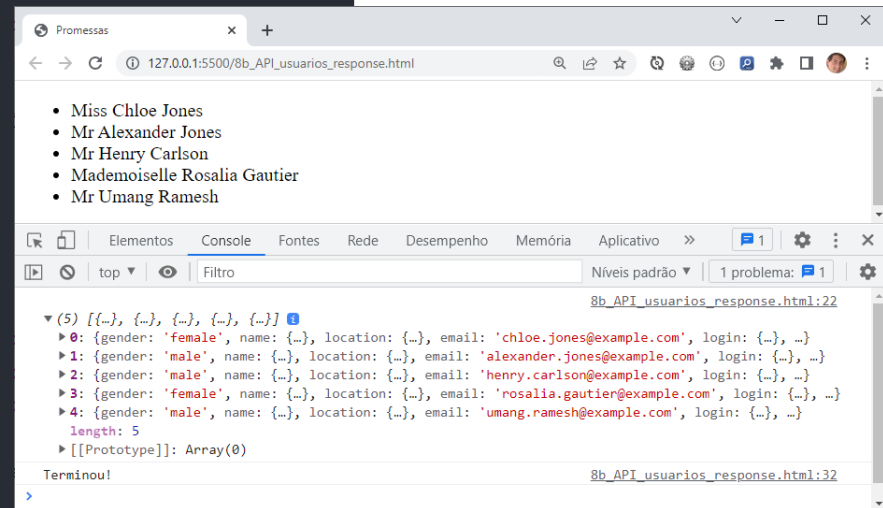 Promessas
127.0.0.1:5500/8b_API_usuarios_response.html
• Miss Chloe Jones
• Mr Alexander Jones
• Mr Henry Carlson
• Mademoiselle Rosalia Gautier
• Mr Umang Ramesh
Elementos Console Fontes Rede Desempenho Memória Aplicativo » 1
top ▼ Filtro Níveis padrão ▼ 1 problema: 1
8b_API_usuarios_response.html:22
▼ (5) [{…}, {…}, {…}, {…}, {…}] i
▶ 0: {gender: 'female', name: {…}, location: {…}, email: 'chloe.jones@example.com', login: {…}, …}
▶ 1: {gender: 'male', name: {…}, location: {…}, email: 'alexander.jones@example.com', login: {…}, …}
▶ 2: {gender: 'male', name: {…}, location: {…}, email: 'henry.carlson@example.com', login: {…}, …}
▶ 3: {gender: 'female', name: {…}, location: {…}, email: 'rosalia.gautier@example.com', login: {…}, …}
▶ 4: {gender: 'male', name: {…}, location: {…}, email: 'umang.ramesh@example.com', login: {…}, …}
length: 5
▶ [[Prototype]]: Array(0)
Terminou! 8b_API_usuarios_response.html:32
>